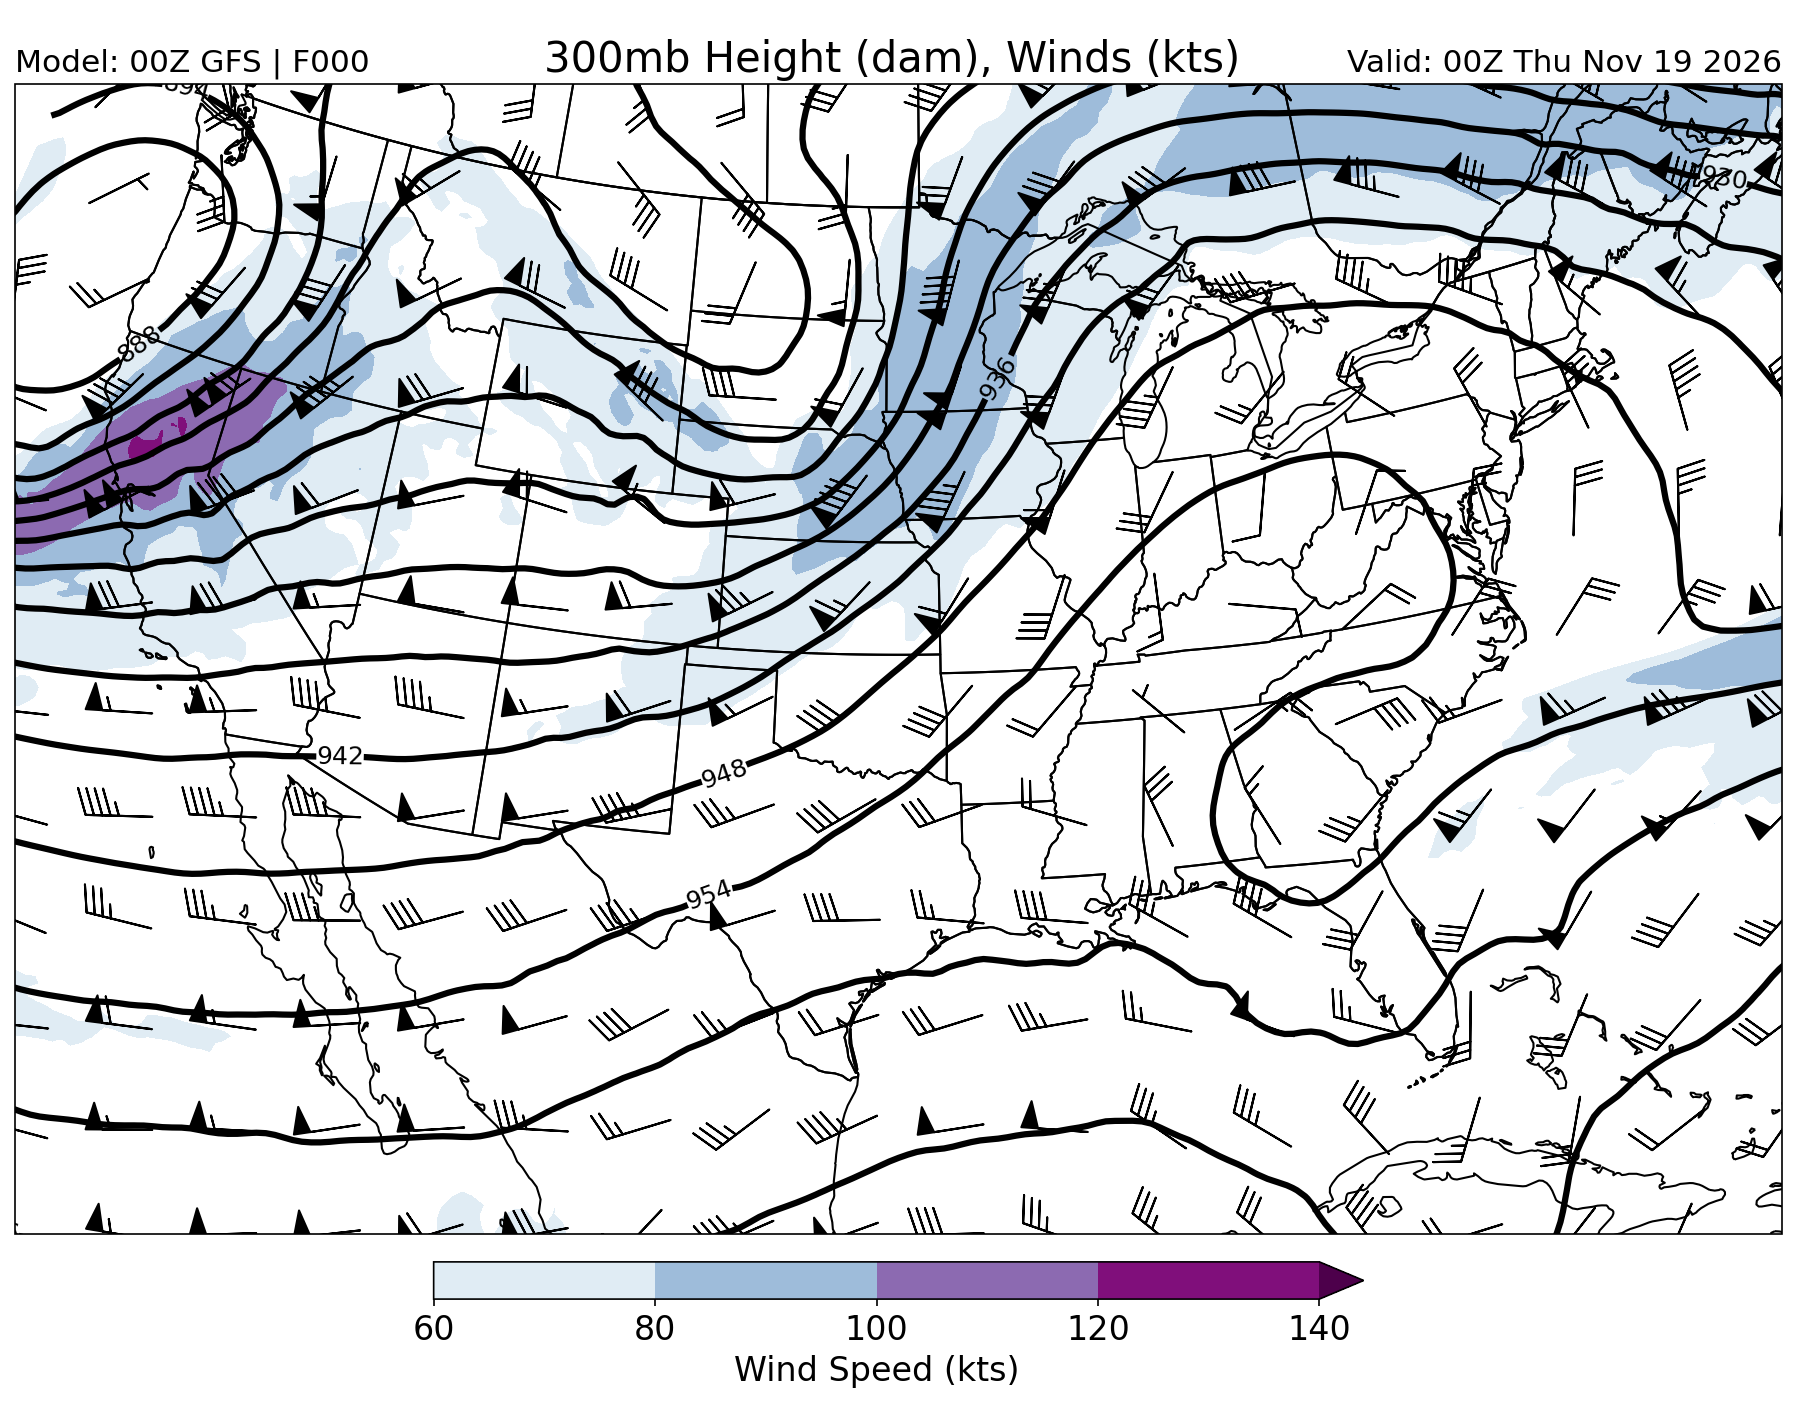 Model: 00Z GFS | F000
300mb Height (dam), Winds (kts)
Valid: 00Z Thu Nov 19 2026
930
888
936
942
948
954
60 80 100 120 140
Wind Speed (kts)